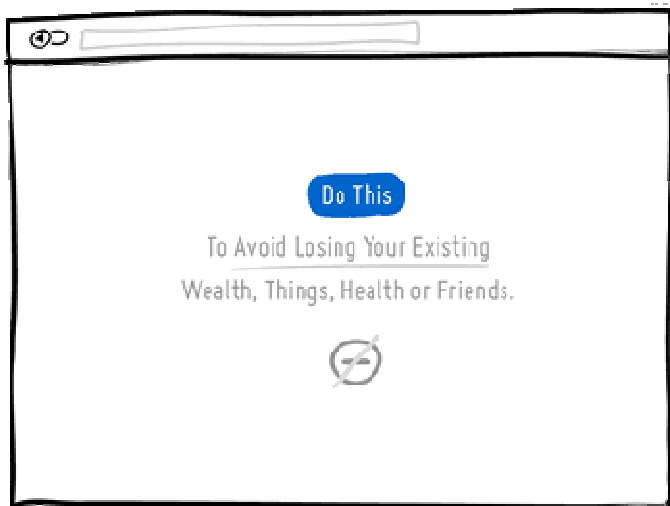 Do This
To Avoid Losing Your Existing
Wealth, Things, Health or Friends.